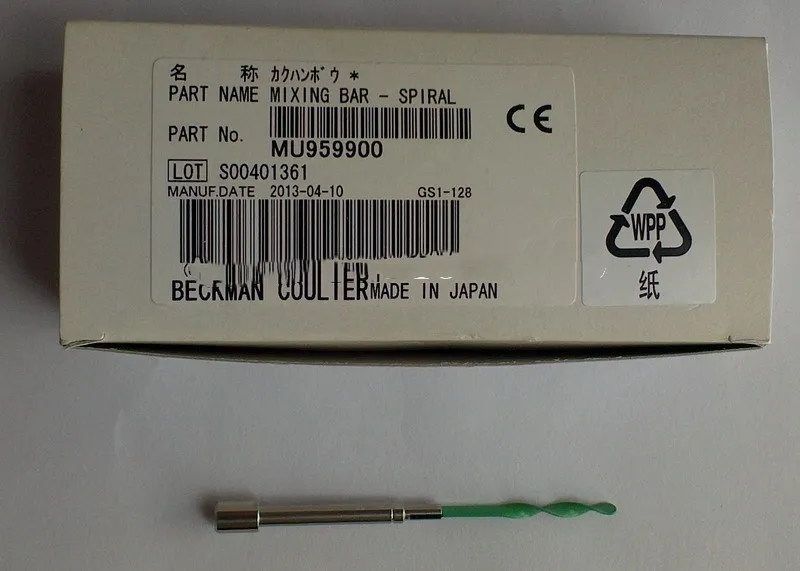 名 称 ｶｸﾊﾝﾎﾞｳ *
PART NAME MIXING BAR - SPIRAL
PART No.
MU959900
CE
LOT S00401361
MANUF.DATE 2013-04-10 GS1-128
BECKMAN COULTER MADE IN JAPAN
WPP
纸